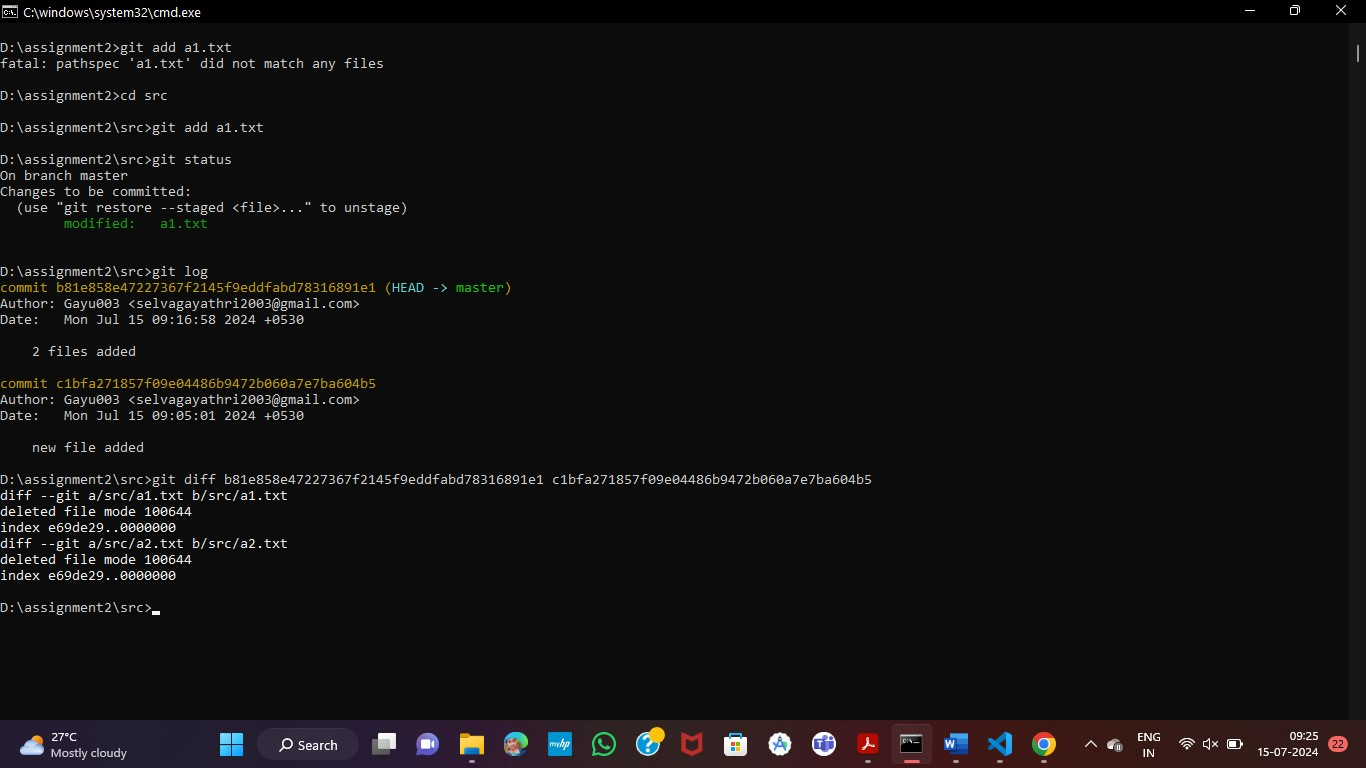 C:\windows\system32\cmd.exe
D:\assignment2>git add a1.txt
fatal: pathspec 'a1.txt' did not match any files
D:\assignment2>cd src
D:\assignment2\src>git add a1.txt
D:\assignment2\src>git status
On branch master
Changes to be committed:
  (use "git restore --staged <file>..." to unstage)
        modified:   a1.txt
D:\assignment2\src>git log
commit b81e858e47227367f2145f9eddfabd78316891e1 (HEAD -> master)
Author: Gayu003 <selvagayathri2003@gmail.com>
Date:   Mon Jul 15 09:16:58 2024 +0530
    2 files added
commit c1bfa271857f09e04486b9472b060a7e7ba604b5
Author: Gayu003 <selvagayathri2003@gmail.com>
Date:   Mon Jul 15 09:05:01 2024 +0530
    new file added
D:\assignment2\src>git diff b81e858e47227367f2145f9eddfabd78316891e1 c1bfa271857f09e04486b9472b060a7e7ba604b5
diff --git a/src/a1.txt b/src/a1.txt
deleted file mode 100644
index e69de29..0000000
diff --git a/src/a2.txt b/src/a2.txt
deleted file mode 100644
index e69de29..0000000
D:\assignment2\src>
27°C
Mostly cloudy
Search
myhp
ENG
IN
09:25
15-07-2024
22